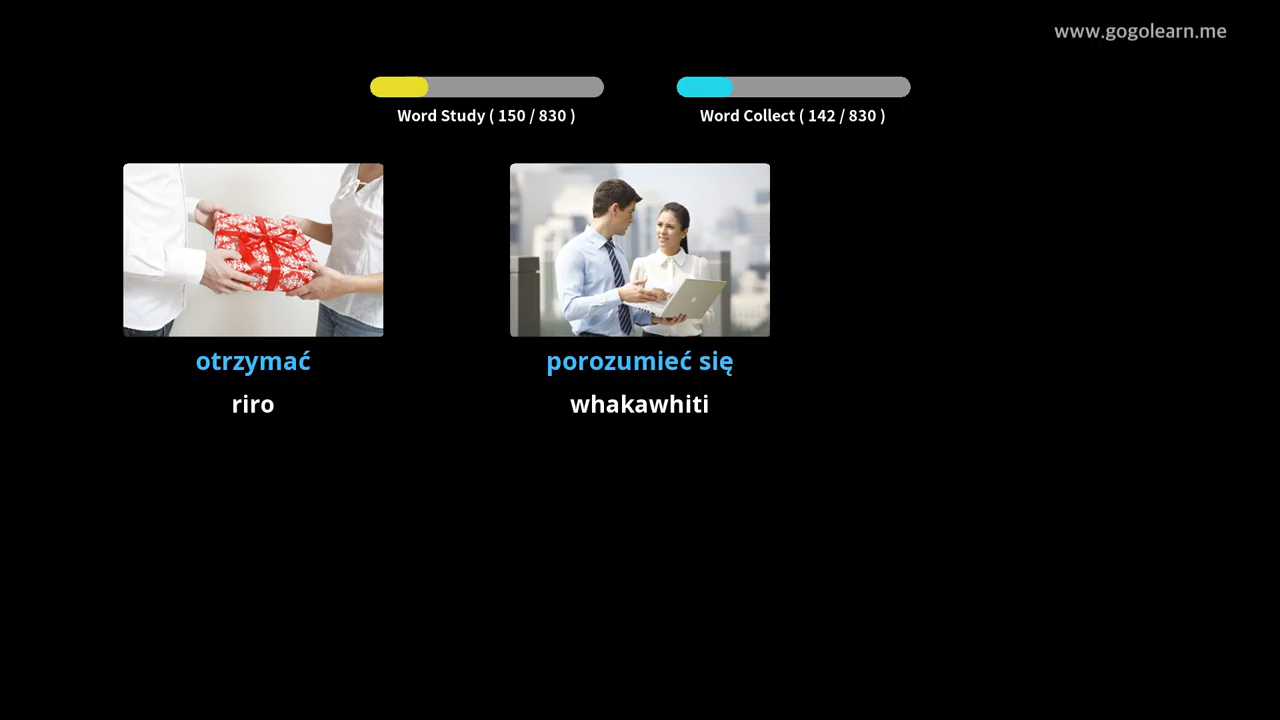 www.gogolearn.me
Word Study ( 150 / 830 )
Word Collect ( 142 / 830 )
otrzymać
riro
porozumieć się
whakawhiti